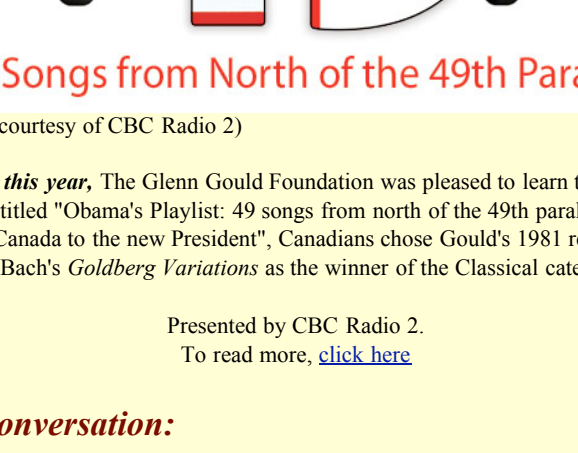 Songs from North of the 49th Para
courtesy of CBC Radio 2)
this year, The Glenn Gould Foundation was pleased to learn t
titled "Obama's Playlist: 49 songs from north of the 49th paral
Canada to the new President", Canadians chose Gould's 1981 r
Bach's Goldberg Variations as the winner of the Classical cate
Presented by CBC Radio 2.
To read more, click here
onversation: